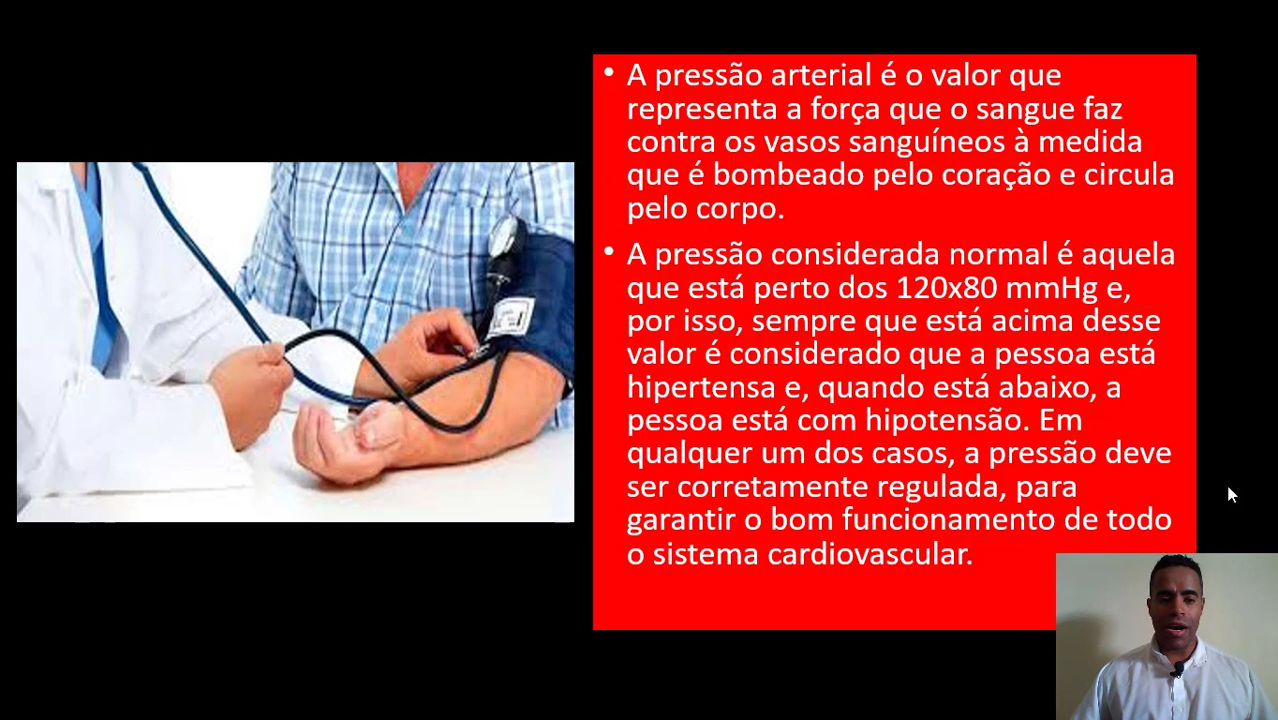 • A pressão arterial é o valor que
representa a força que o sangue faz
contra os vasos sanguíneos à medida
que é bombeado pelo coração e circula
pelo corpo.
• A pressão considerada normal é aquela
que está perto dos 120x80 mmHg e,
por isso, sempre que está acima desse
valor é considerado que a pessoa está
hipertensa e, quando está abaixo, a
pessoa está com hipotensão. Em
qualquer um dos casos, a pressão deve
ser corretamente regulada, para
garantir o bom funcionamento de todo
o sistema cardiovascular.